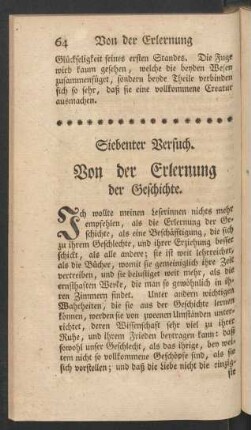 64 Von der Erlernung
Glückseligkeit seines ersten Standes. Die Fuge
wird kaum gesehen, welche die beyden Wesen
zusammenfüget, sondern beyde Theile verbinden
sich so sehr, daß sie eine vollkommene Creatur
ausmachen.
Siebenter Versuch.
Von der Erlernung
der Geschichte.
Ich wollte meinen Leserinnen nichts mehr
empfehlen, als die Erlernung der Ge-
schichte, als eine Beschäftigung, die sich
zu ihrem Geschlechte, und ihrer Erziehung besser
schicket, als alle andere; sie ist weit lehrreicher,
als die Bücher, womit sie gemeiniglich ihre Zeit
vertreiben, und sie belustiget weit mehr, als die
ernsthaften Werke, die man so gewöhnlich in ih-
ren Zimmern findet. Unter andern wichtigen
Wahrheiten, die sie aus der Geschichte lernen
können, werden sie von zweenen Umständen unter-
richtet, deren Wissenschaft sehr viel zu ihrer
Ruhe, und ihrem Frieden beytragen kann: daß
sowohl unser Geschlecht, als das ihrige, bey wei-
tem nicht so vollkommene Geschöpfe sind, als sie
sich vorstellen; und daß die Liebe nicht die einzige